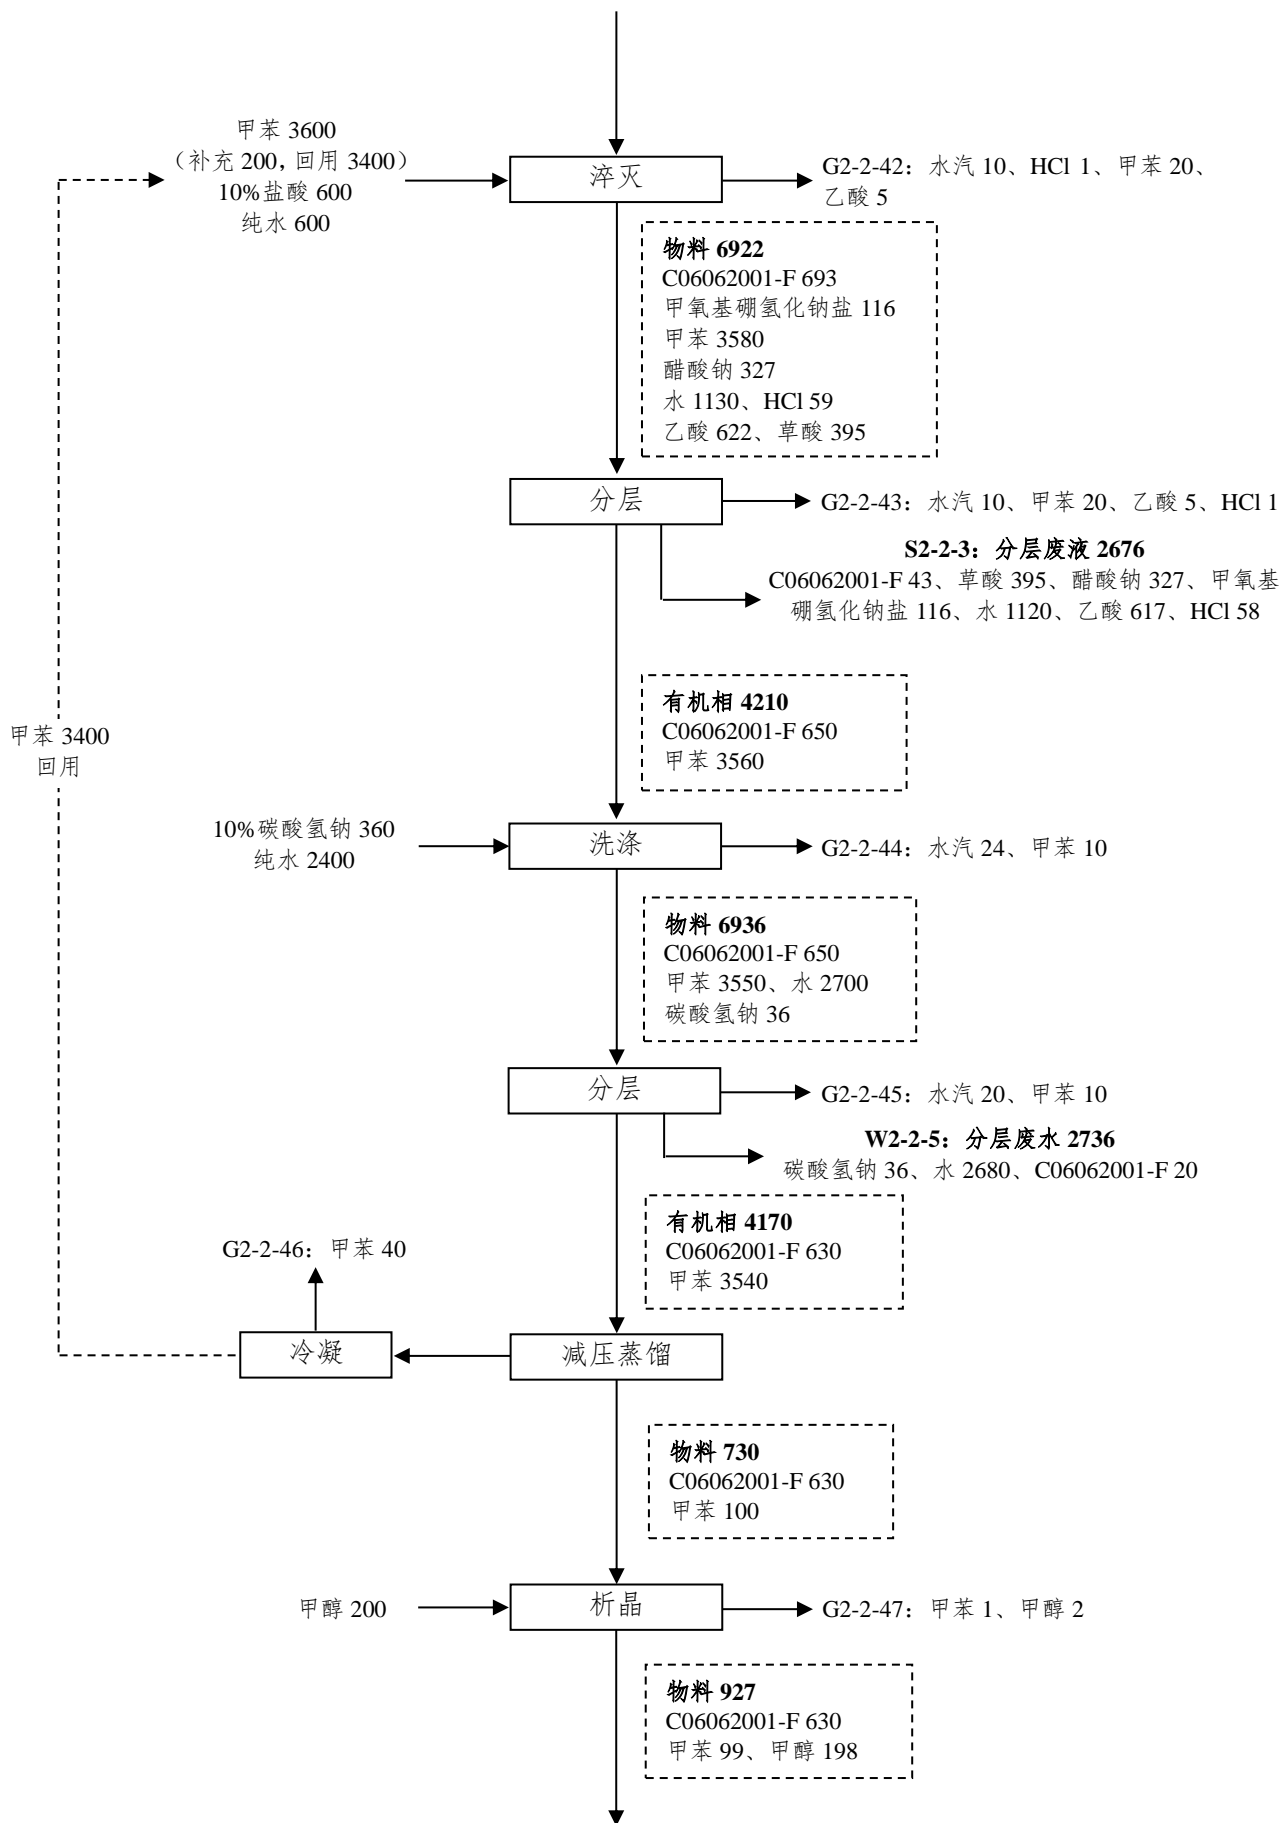 甲苯 3600
（补充 200，回用 3400）
10%盐酸 600
纯水 600
淬灭
G2-2-42：水汽 10、HCl 1、甲苯 20、
乙酸 5
物料 6922
C06062001-F 693
甲氧基硼氢化钠盐 116
甲苯 3580
醋酸钠 327
水 1130、HCl 59
乙酸 622、草酸 395
分层
G2-2-43：水汽 10、甲苯 20、乙酸 5、HCl 1
S2-2-3：分层废液 2676
C06062001-F 43、草酸 395、醋酸钠 327、甲氧基
硼氢化钠盐 116、水 1120、乙酸 617、HCl 58
有机相 4210
C06062001-F 650
甲苯 3560
甲苯 3400
回用
10%碳酸氢钠 360
纯水 2400
洗涤
G2-2-44：水汽 24、甲苯 10
物料 6936
C06062001-F 650
甲苯 3550、水 2700
碳酸氢钠 36
分层
G2-2-45：水汽 20、甲苯 10
W2-2-5：分层废水 2736
碳酸氢钠 36、水 2680、C06062001-F 20
有机相 4170
C06062001-F 630
甲苯 3540
G2-2-46：甲苯 40
冷凝
减压蒸馏
物料 730
C06062001-F 630
甲苯 100
甲醇 200
析晶
G2-2-47：甲苯 1、甲醇 2
物料 927
C06062001-F 630
甲苯 99、甲醇 198